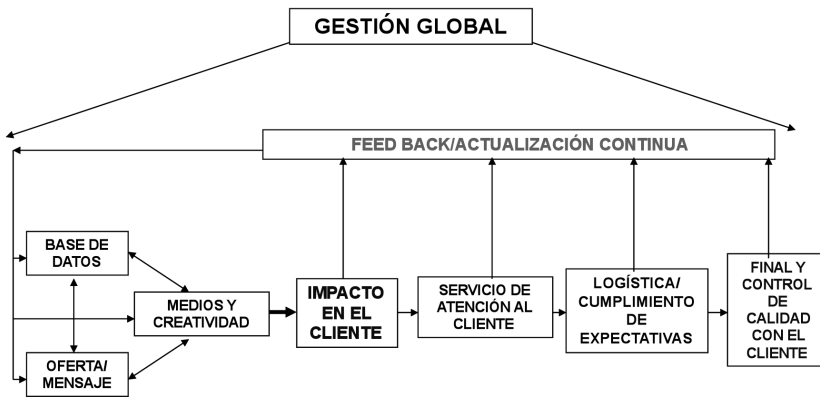 GESTIÓN GLOBAL
FEED BACK/ACTUALIZACIÓN CONTINUA
BASE DE
DATOS
MEDIOS Y
CREATIVIDAD
OFERTA/
MENSAJE
IMPACTO
EN EL
CLIENTE
SERVICIO DE
ATENCIÓN AL
CLIENTE
LOGÍSTICA/
CUMPLIMIENTO
DE
EXPECTATIVAS
FINAL Y
CONTROL
DE
CALIDAD
CON EL
CLIENTE